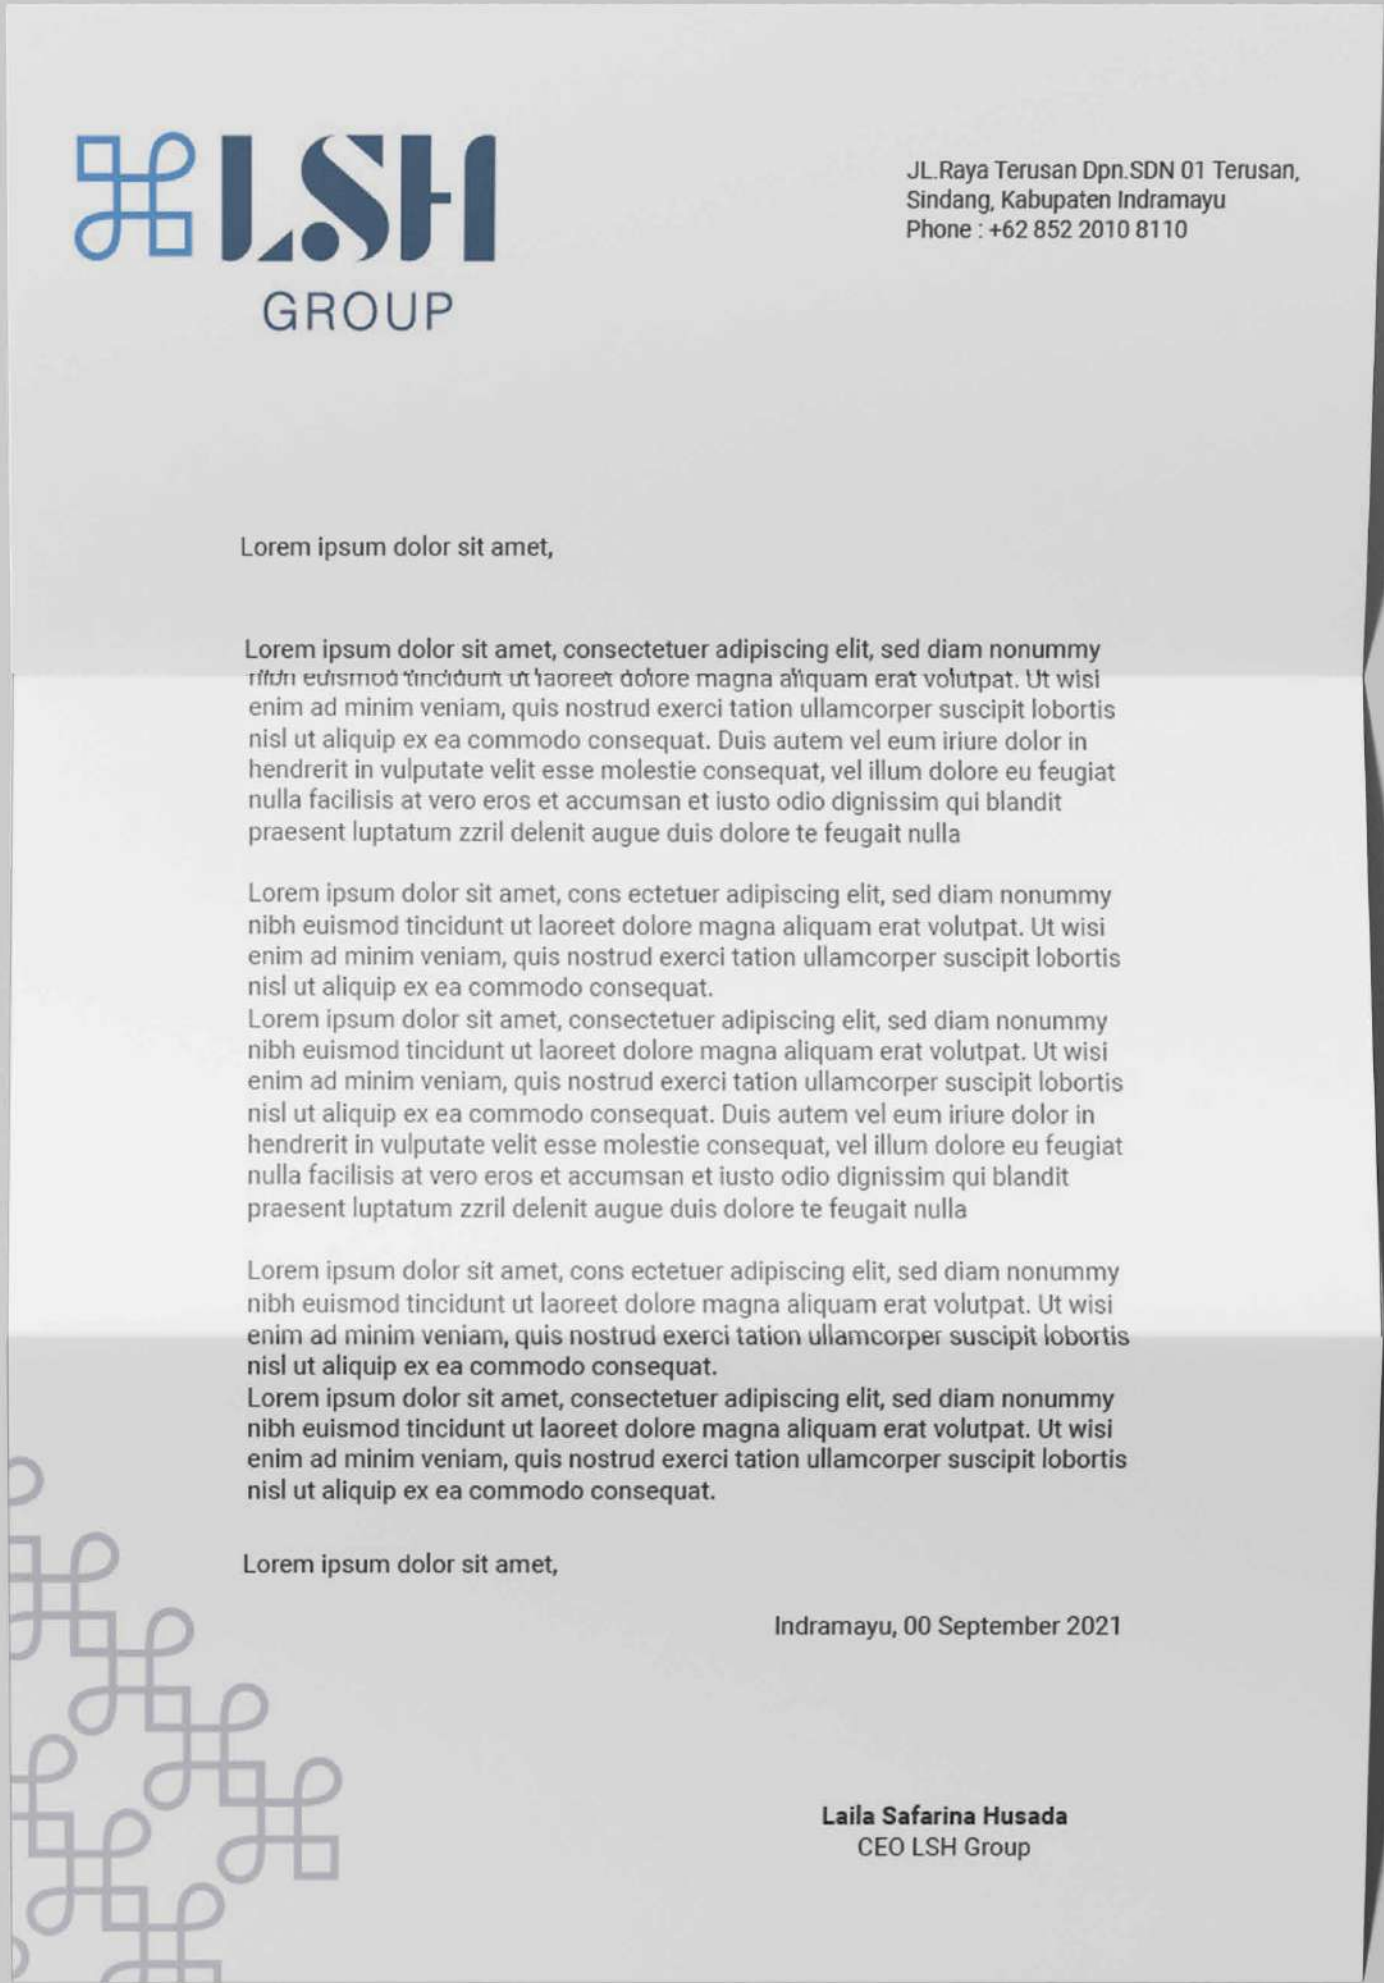 LSH
GROUP
JL.Raya Terusan Dpn.SDN 01 Terusan,
Sindang, Kabupaten Indramayu
Phone : +62 852 2010 8110
Lorem ipsum dolor sit amet,
Lorem ipsum dolor sit amet, consectetuer adipiscing elit, sed diam nonummy
euismod tincidunt ut laoreet dolore magna aliquam erat volutpat. Ut wisi
enim ad minim veniam, quis nostrud exerci tation ullamcorper suscipit lobortis
nisl ut aliquip ex ea commodo consequat. Duis autem vel eum iriure dolor in
hendrerit in vulputate velit esse molestie consequat, vel illum dolore eu feugiat
nulla facilisis at vero eros et accumsan et iusto odio dignissim qui blandit
praesent luptatum zzril delenit augue duis dolore te feugait nulla
Lorem ipsum dolor sit amet, cons ectetuer adipiscing elit, sed diam nonummy
nibh euismod tincidunt ut laoreet dolore magna aliquam erat volutpat. Ut wisi
enim ad minim veniam, quis nostrud exerci tation ullamcorper suscipit lobortis
nisl ut aliquip ex ea commodo consequat.
Lorem ipsum dolor sit amet, consectetuer adipiscing elit, sed diam nonummy
nibh euismod tincidunt ut laoreet dolore magna aliquam erat volutpat. Ut wisi
enim ad minim veniam, quis nostrud exerci tation ullamcorper suscipit lobortis
nisl ut aliquip ex ea commodo consequat. Duis autem vel eum iriure dolor in
hendrerit in vulputate velit esse molestie consequat, vel illum dolore eu feugiat
nulla facilisis at vero eros et accumsan et iusto odio dignissim qui blandit
praesent luptatum zzril delenit augue duis dolore te feugait nulla
Lorem ipsum dolor sit amet, cons ectetuer adipiscing elit, sed diam nonummy
nibh euismod tincidunt ut laoreet dolore magna aliquam erat volutpat. Ut wisi
enim ad minim veniam, quis nostrud exerci tation ullamcorper suscipit lobortis
nisl ut aliquip ex ea commodo consequat.
Lorem ipsum dolor sit amet, consectetuer adipiscing elit, sed diam nonummy
nibh euismod tincidunt ut laoreet dolore magna aliquam erat volutpat. Ut wisi
enim ad minim veniam, quis nostrud exerci tation ullamcorper suscipit lobortis
nisl ut aliquip ex ea commodo consequat.
Lorem ipsum dolor sit amet,
Indramayu, 00 September 2021
Laila Safarina Husada
CEO LSH Group